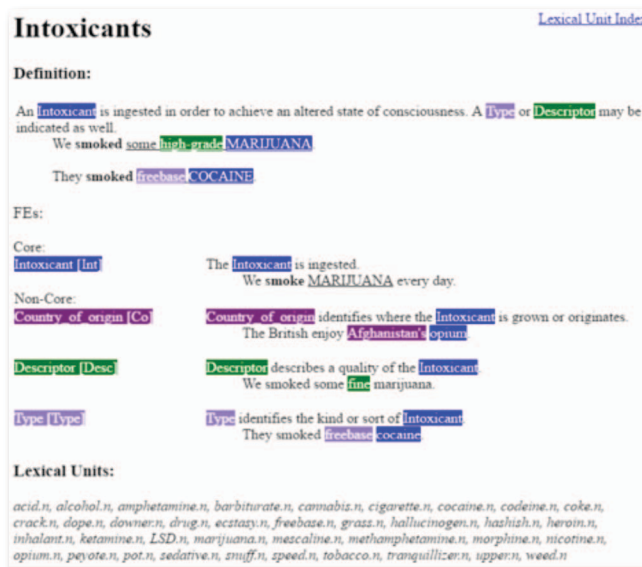 Intoxicants
Lexical Unit Index
Definition:
An Intoxicant is ingested in order to achieve an altered state of consciousness. A Type or Descriptor may be
indicated as well.
We smoked some high-grade MARIJUANA.
They smoked freebase COCAINE.
FEs:
Core:
Intoxicant [Int] The Intoxicant is ingested.
We smoke MARIJUANA every day.
Non-Core:
Country_of_origin [Co] Country_of_origin identifies where the Intoxicant is grown or originates.
The British enjoy Afghanistan's opium.
Descriptor [Desc] Descriptor describes a quality of the Intoxicant.
We smoked some fine marijuana.
Type [Type] Type identifies the kind or sort of Intoxicant.
They smoked freebase cocaine.
Lexical Units:
acid.n, alcohol.n, amphetamine.n, barbiturate.n, cannabis.n, cigarette.n, cocaine.n, codeine.n, coke.n,
crack.n, dope.n, downer.n, drug.n, ecstasy.n, freebase.n, grass.n, hallucinogen.n, hashish.n, heroin.n,
inhalant.n, ketamine.n, LSD.n, marijuana.n, mescaline.n, methamphetamine.n, morphine.n, nicotine.n,
opium.n, peyote.n, pot.n, sedative.n, snuff.n, speed.n, tobacco.n, tranquillizer.n, upper.n, weed.n